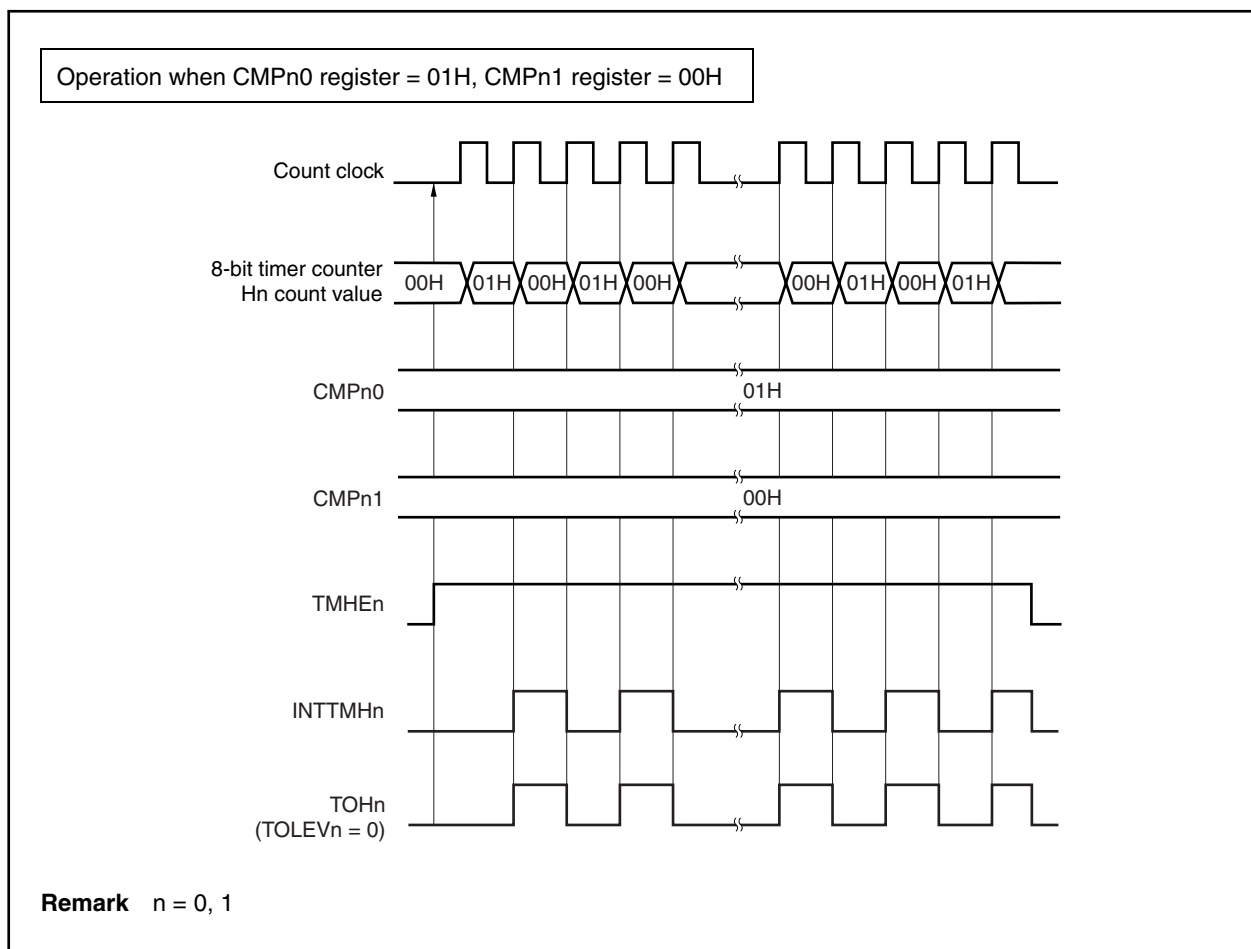 Operation when CMPn0 register = 01H, CMPn1 register = 00H
Count clock
8-bit timer counter
Hn count value
00H 01H 00H 01H 00H 00H 01H 00H 01H
CMPn0
01H
CMPn1
00H
TMHEn
INTTMHn
TOHn
(TOLEVn = 0)
Remark n = 0, 1